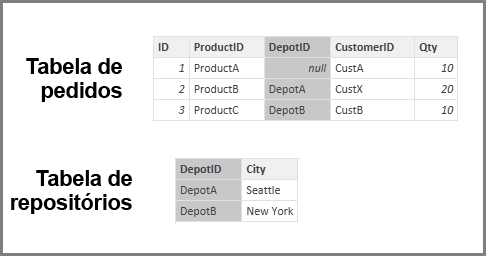 Tabela de
pedidos
ID ProductID DepotID CustomerID Qty
1 ProductA null CustA 10
2 ProductB DepotA CustX 20
3 ProductC DepotB CustB 10
Tabela de
repositórios
DepotID City
DepotA Seattle
DepotB New York